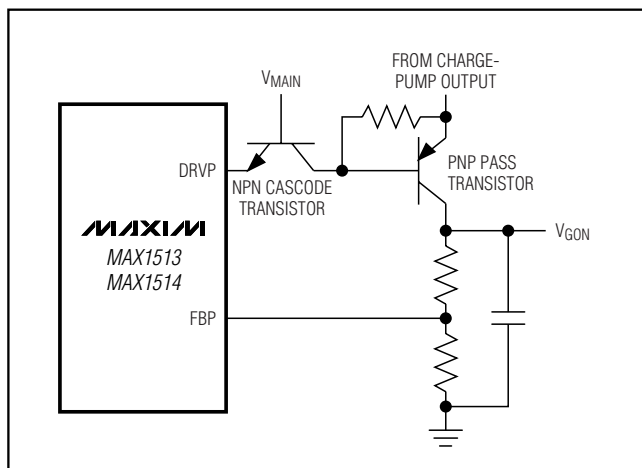 FROM CHARGE-
PUMP OUTPUT
VMAIN
DRVP
NPN CASCODE
TRANSISTOR
PNP PASS
TRANSISTOR
MAXIM
MAX1513
MAX1514
VGON
FBP